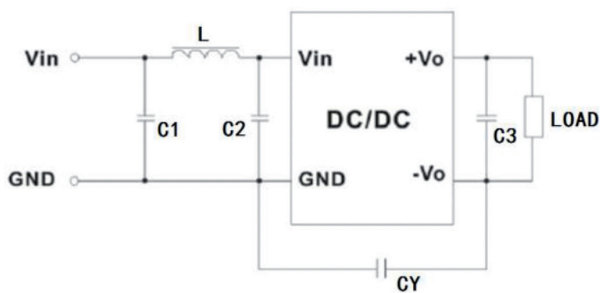 L
Vin
Vin
+Vo
C1
C2
DC/DC
C3
LOAD
GND
GND
-Vo
CY